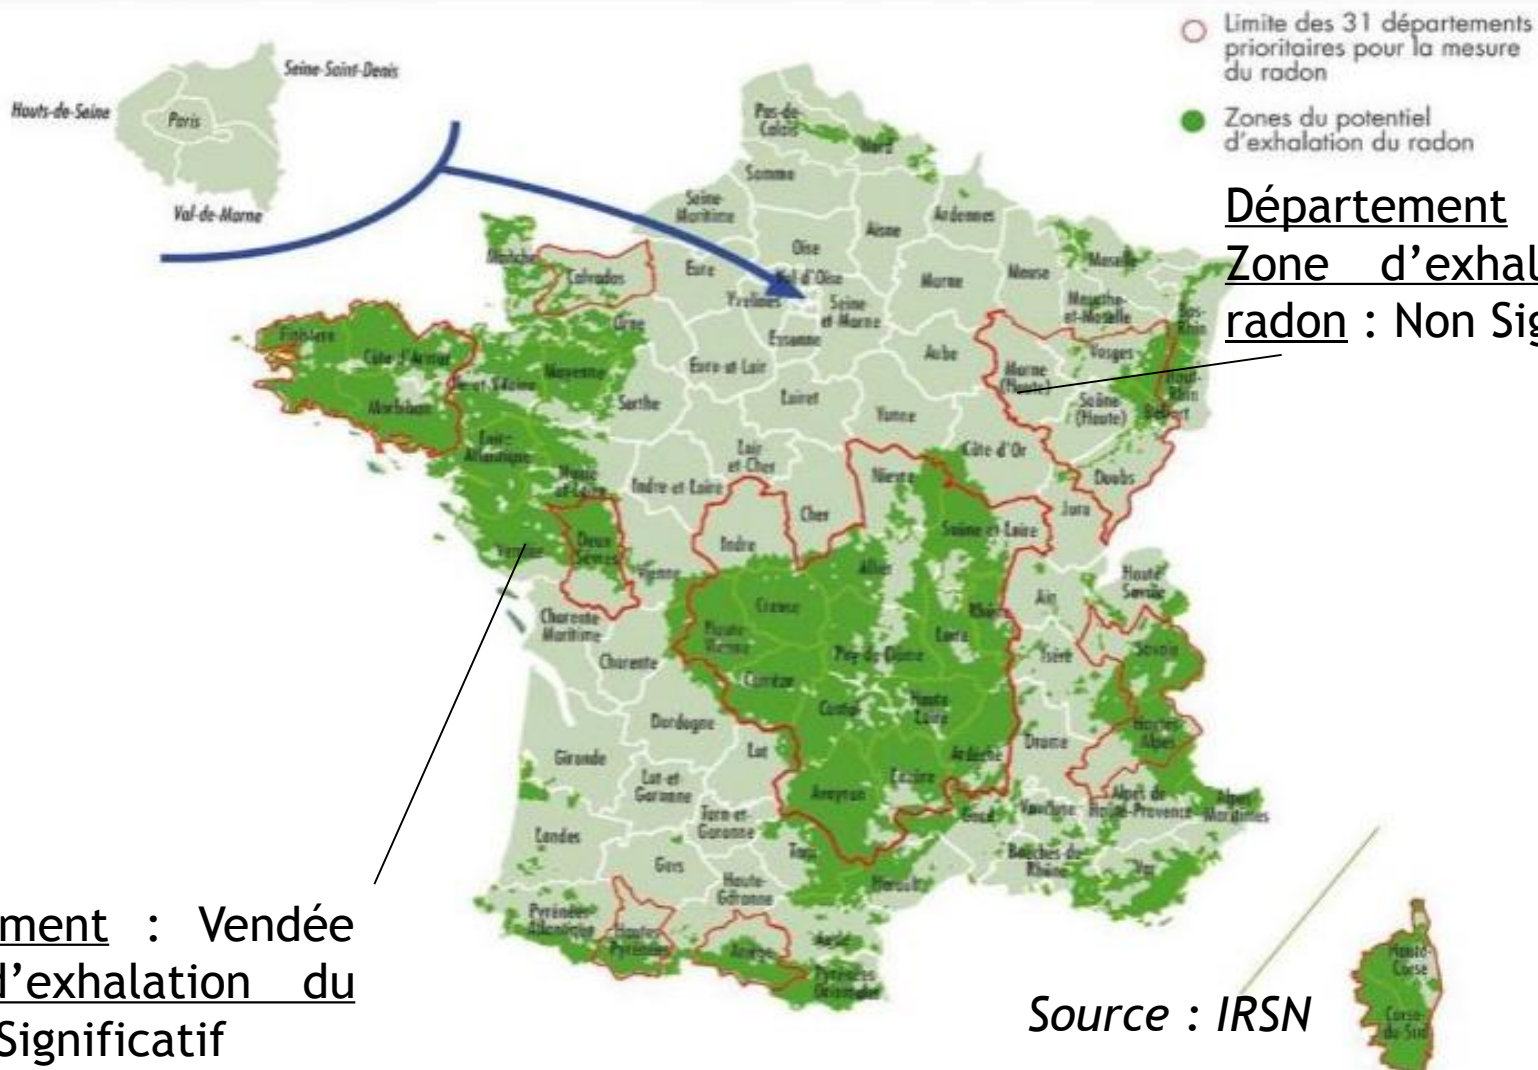 Limite des 31 départements
prioritaires pour la mesure
du radon
Zones du potentiel
d'exhalation du radon
Seine-Saint-Denis
Hauts-de-Seine
Paris
Val-de-Marne
Département
Zone d’exhal
radon : Non Sig
Pas-de-
Calais
Nord
Somme
Seine-
Maritime
Aisne
Ardennes
Oise
Manche
Calvados
Eure
Val d'Oise
Marne
Meuse
Moselle
Meurthe-
et-Moselle
Bas-
Rhin
Yvelines
Seine
et-Marne
Essonne
Orne
Finistère
Côte d'Armor
Ille-et-Vilaine
Mayenne
Eure-et-Loir
Aube
Marne
(Haute)
Vosges
Haut-
Rhin
Morbihan
Sarthe
Loiret
Yonne
Saône
(Haute)
Belfort
Loire
Atlantique
Maine
et-Loire
Loir
et-Cher
Côte d'Or
Doubs
Indre et Loire
Nièvre
Cher
Jura
Saône-et-Loire
Vendée
Deux
Sèvres
Vienne
Indre
Allier
Haute
Savoie
Ain
Charente
Maritime
Creuse
Rhône
Haute-
Vienne
Loire
Charente
Puy-de-Dôme
Isère
Savoie
Corrèze
Cantal
Haute
Loire
Dordogne
Hautes-
Alpes
Drôme
Gironde
Lot
Ardèche
Lozère
Lot-et
Garonne
Aveyron
Tarn-et-
Garonne
Gard
Vaucluse
Alpes de
Haute-Provence
Alpes
Maritimes
Landes
Tarn
Gers
Haute-
Garonne
Hérault
Bouches-du-
Rhône
Var
Pyrénées-
Atlantique
Hautes-
Pyrénées
Ariège
Aude
Pyrénées
Orientales
Haute-
Corse
Corse-
du-Sud
ment : Vendée
d’exhalation du
Significatif
Source : IRSN